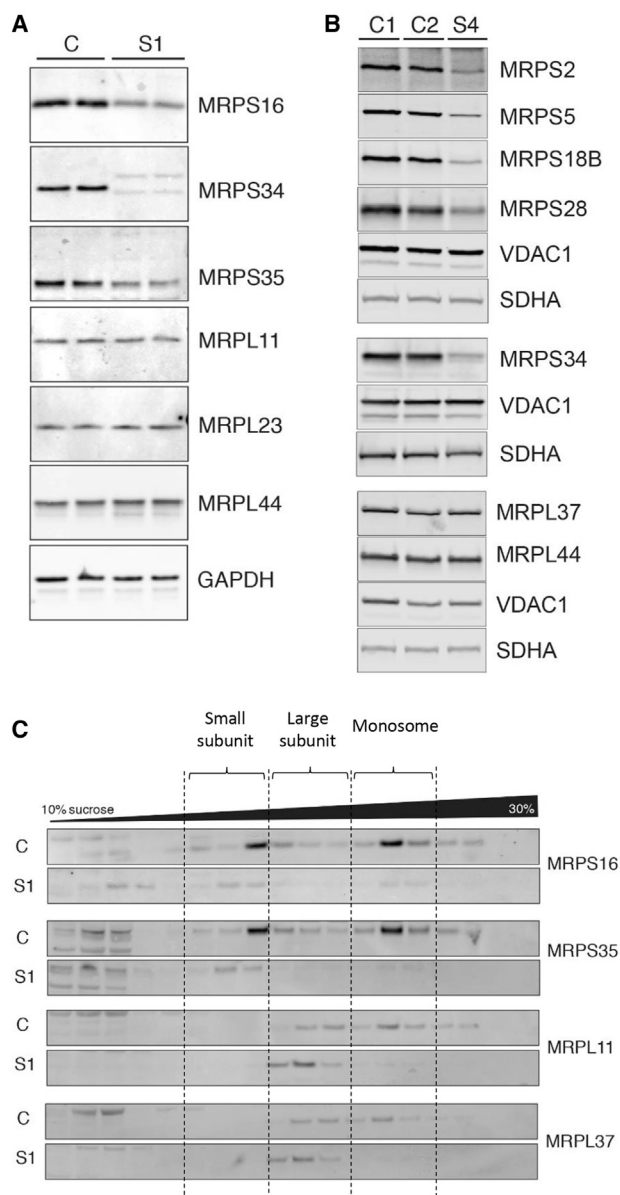 A
C S1
MRPS16
MRPS34
MRPS35
MRPL11
MRPL23
MRPL44
GAPDH
B
C1 C2 S4
MRPS2
MRPS5
MRPS18B
MRPS28
VDAC1
SDHA
MRPS34
VDAC1
SDHA
MRPL37
MRPL44
VDAC1
SDHA
C
Small subunit
Large subunit
Monosome
10% sucrose 30%
C
MRPS16
S1
C
MRPS35
S1
C
MRPL11
S1
C
MRPL37
S1